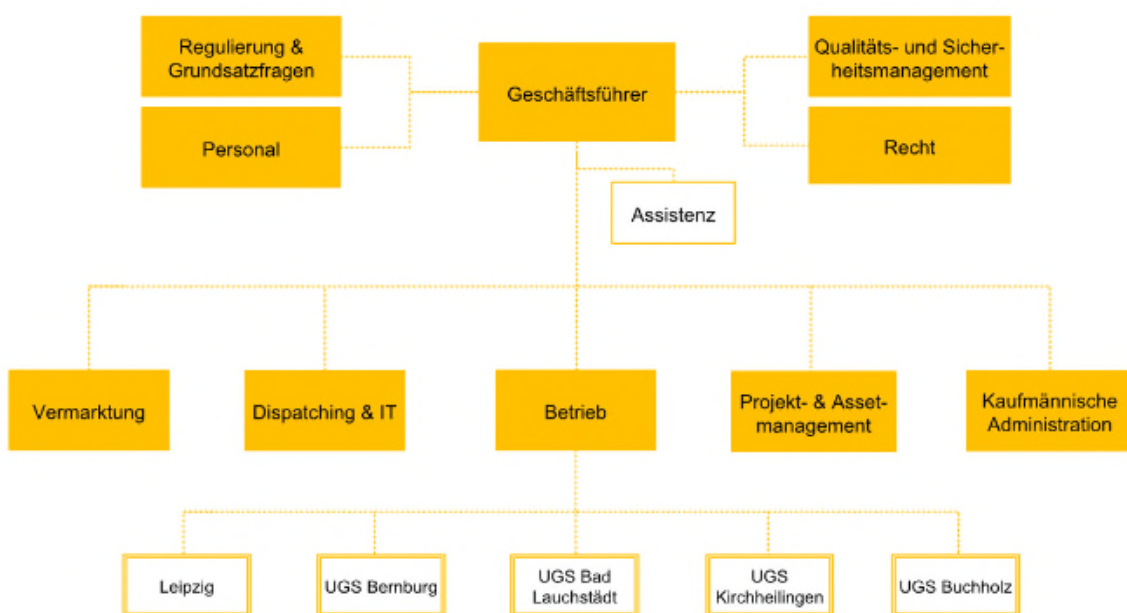 Regulierung &
Grundsatzfragen
Geschäftsführer
Qualitäts- und Sicher-
heitsmanagement
Personal
Recht
Assistenz
Vermarktung
Dispatching & IT
Betrieb
Projekt- & Asset-
management
Kaufmännische
Administration
Leipzig
UGS Bernburg
UGS Bad
Lauchstädt
UGS
Kirchheilingen
UGS Buchholz